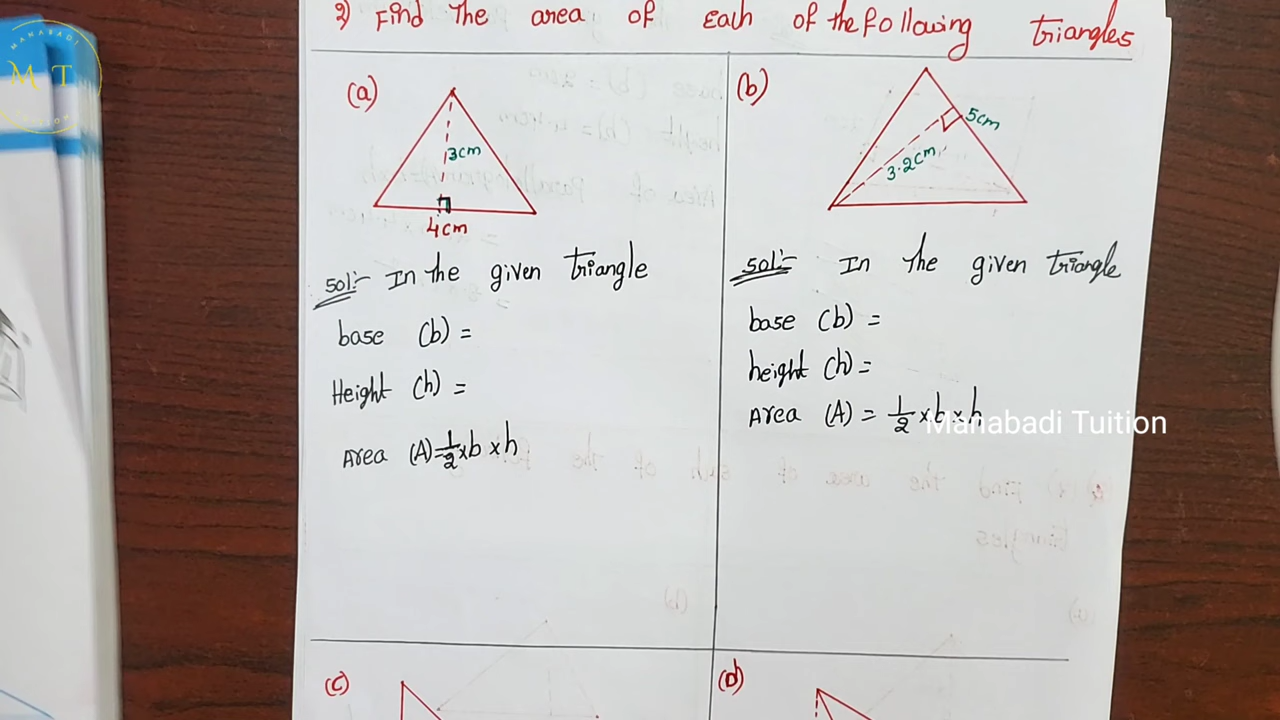 2) Find The area of Each of the following Triangles
(a)
3cm
4cm
Sol:- In the given Triangle
base (b) =
Height (h) =
Area (A)=1/2×b×h
(b)
5cm
3.2cm
Sol:- In the given Triangle
base (b) =
height (h) =
Area (A) = 1/2×b×h
Manabadi Tuition
(c)
(d)
MANABADI
M T